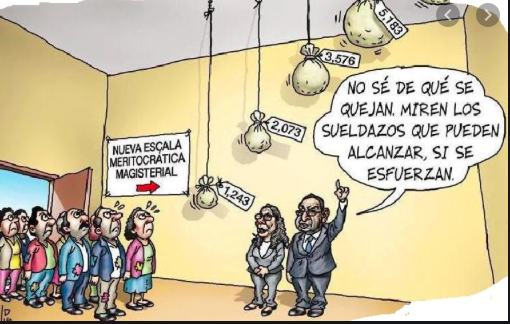 5,183
3,576
NO SÉ DE QUÉ SE
QUEJAN. MIREN LOS
SUELDAZOS QUE PUEDEN
ALCANZAR, SI SE
ESFUERZAN.
2,073
NUEVA ESCALA
MERITOCRÁTICA
MAGISTERIAL
1,243